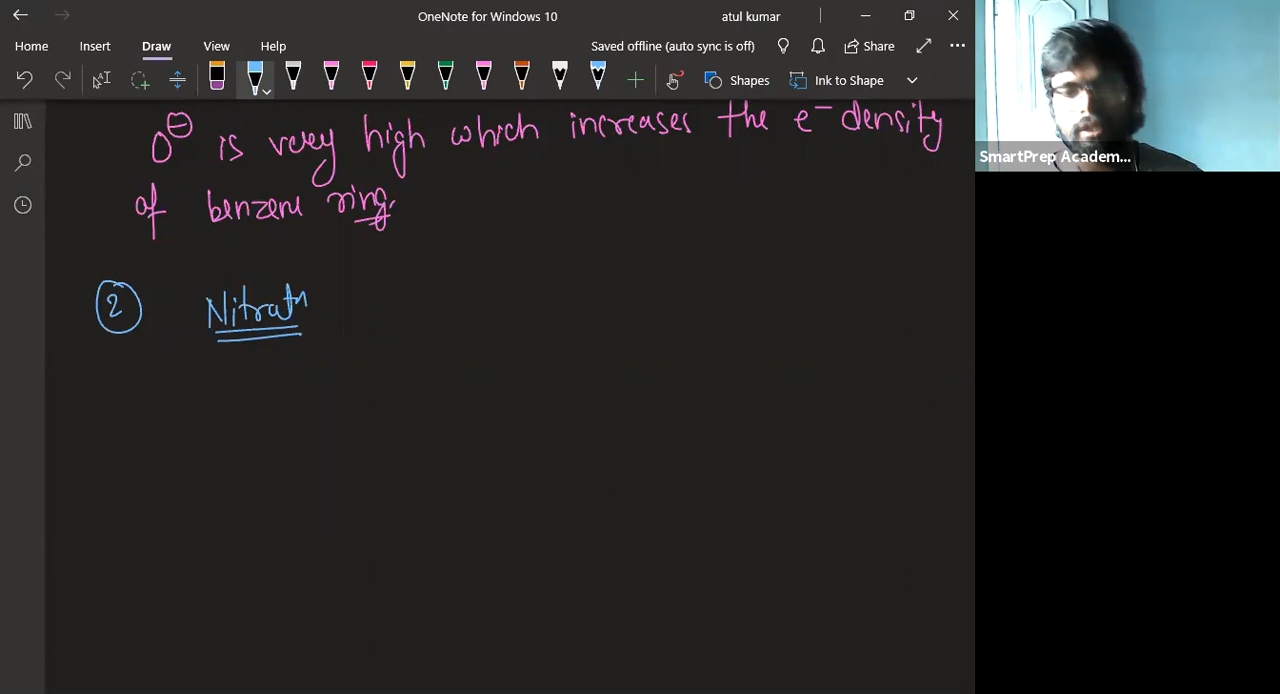 OneNote for Windows 10
atul kumar
Home Insert Draw View Help
Saved offline (auto sync is off)
Share
Shapes
Ink to Shape
O⊖ is very high which increases the e⁻ density
of benzene ring.
② Nitratn
SmartPrep Academ...